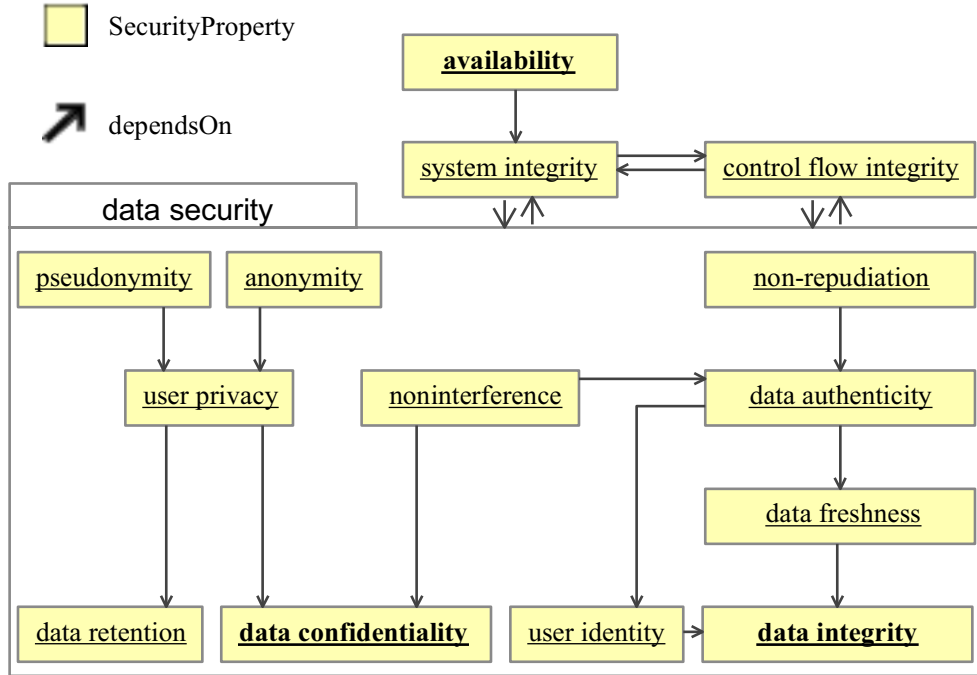 SecurityProperty
availability
dependsOn
system integrity
control flow integrity
data security
pseudonymity
anonymity
non-repudiation
user privacy
noninterference
data authenticity
data freshness
data retention
data confidentiality
user identity
data integrity